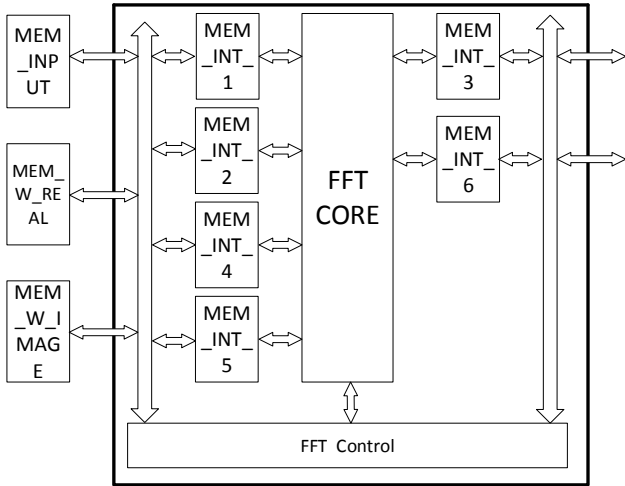 MEM
_INP
UT
MEM_
W_RE
AL
MEM
_W_I
MAG
E
MEM
_INT_
1
MEM
_INT_
2
MEM
_INT_
4
MEM
_INT_
5
FFT
CORE
MEM
_INT_
3
MEM
_INT_
6
FFT Control